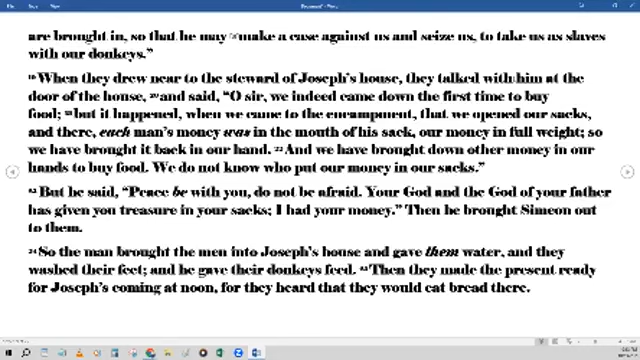 are brought in, so that he may make a case against us and seize us, to take us as slaves
with our donkeys.”
¹⁹ When they drew near to the steward of Joseph’s house, they talked with him at the
door of the house, ²⁰ and said, “O sir, we indeed came down the first time to buy
food; ²¹ but it happened, when we came to the encampment, that we opened our sacks,
and there, each man’s money was in the mouth of his sack, our money in full weight; so
we have brought it back in our hand. ²² And we have brought down other money in our
hands to buy food. We do not know who put our money in our sacks.”
²³ But he said, “Peace be with you, do not be afraid. Your God and the God of your father
has given you treasure in your sacks; I had your money.” Then he brought Simeon out
to them.
²⁴ So the man brought the men into Joseph’s house and gave them water, and they
washed their feet; and he gave their donkeys feed. ²⁵ Then they made the present ready
for Joseph’s coming at noon, for they heard that they would eat bread there.